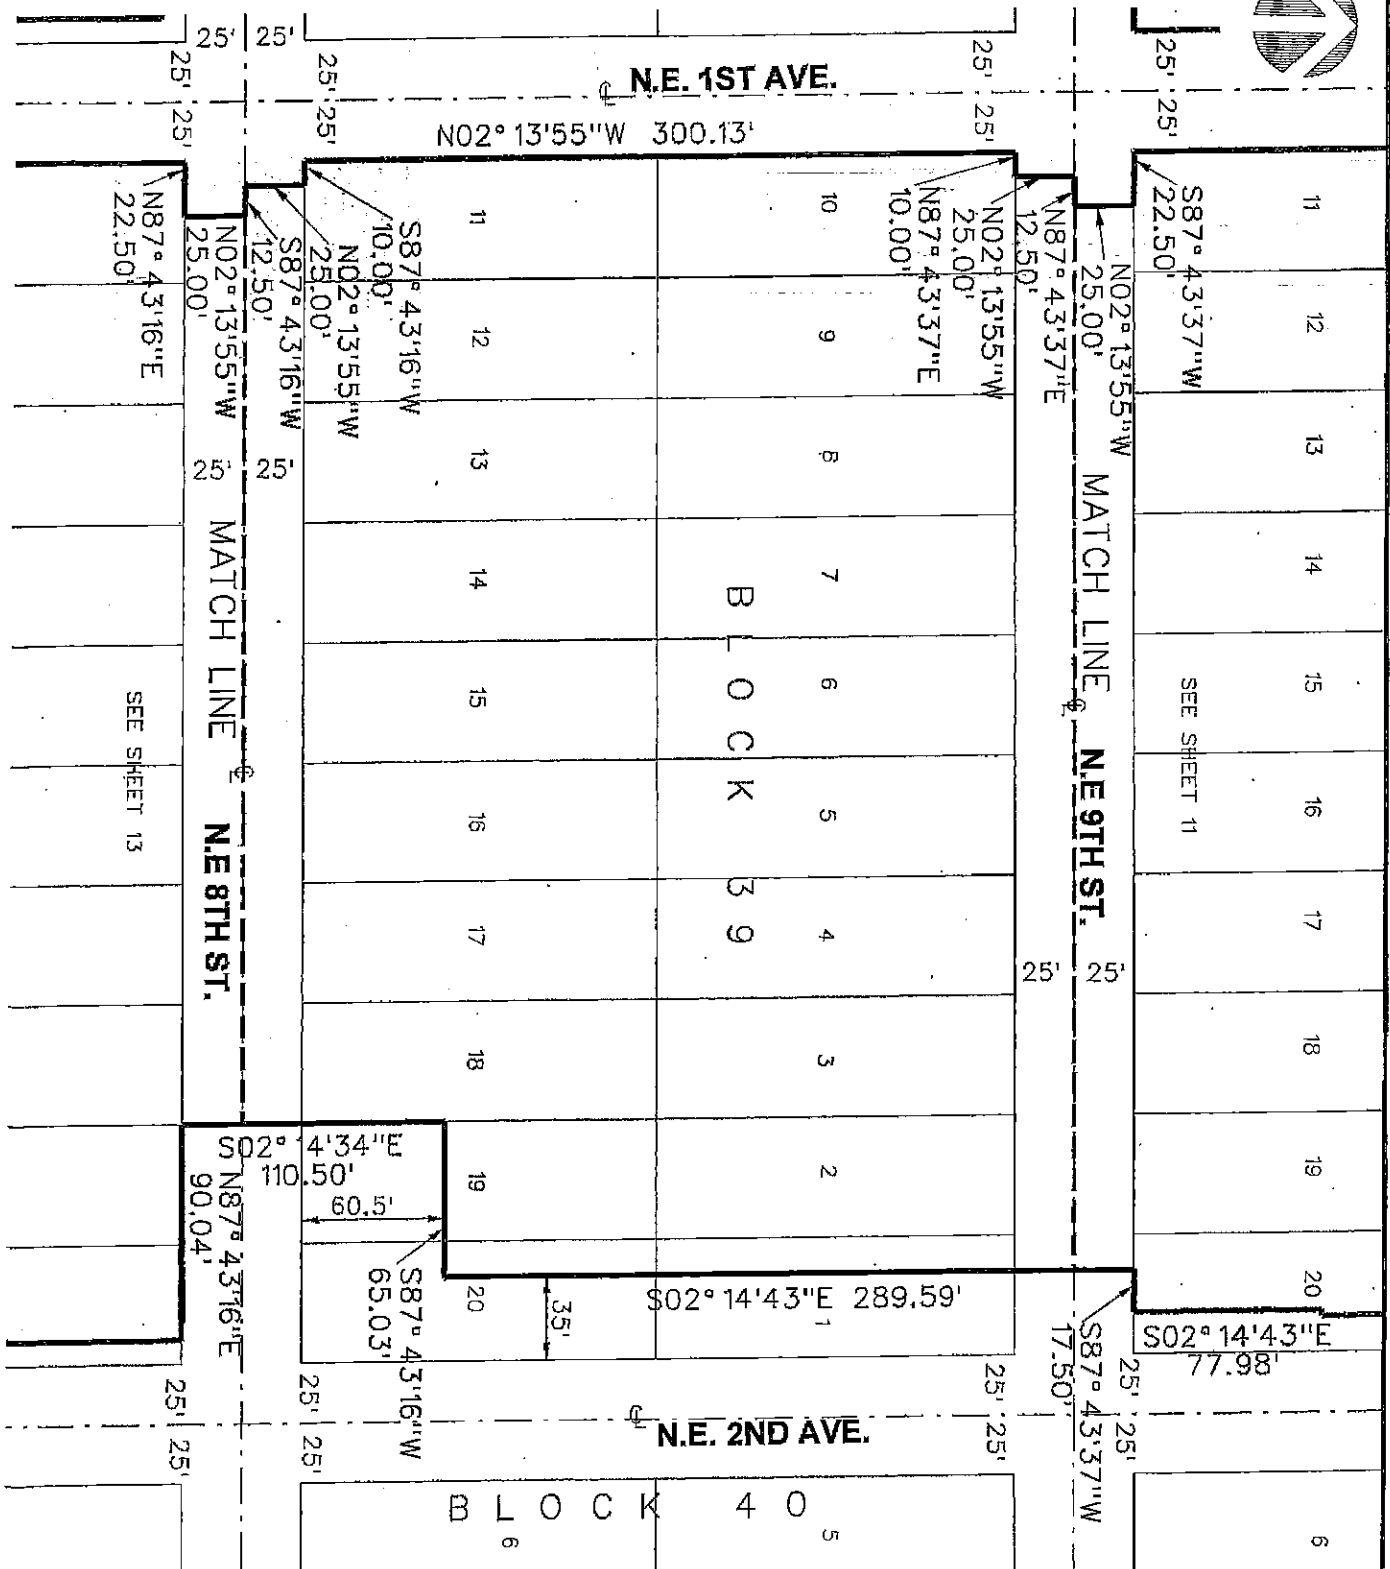 25' 25'
25' 25'
25' 25'
25' 25'
25' 25'
N.E. 1ST AVE.
N02° 13'55"W 300.13'
N87° 43'16"E
22.50'
N02° 13'55"W
25.00'
S87° 43'16"W
12.50'
N02° 13'55"W
25.00'
S87° 43'16"W
10.00'
N87° 43'37"E
10.00'
N02° 13'55"W
25.00'
N87° 43'37"E
12.50'
N02° 13'55"W
25.00'
S87° 43'37"W
22.50'
11
12
13
14
15
16
17
18
19
20
10
9
8
7
6
5
4
3
2
1
11
12
13
14
15
16
17
18
19
20
BLOCK 39
25' 25'
MATCH LINE
N.E 8TH ST.
SEE SHEET 13
MATCH LINE
N.E 9TH ST.
SEE SHEET 11
25' 25'
S02° 14'34"E
110.50'
60.5'
N87° 43'16"E
90.04'
S87° 43'16"W
65.03'
35'
S02° 14'43"E 289.59'
S87° 43'37"W
17.50'
S02° 14'43"E
77.98'
25' 25'
25' 25'
25' 25'
25' 25'
N.E. 2ND AVE.
BLOCK 40
6
5
6